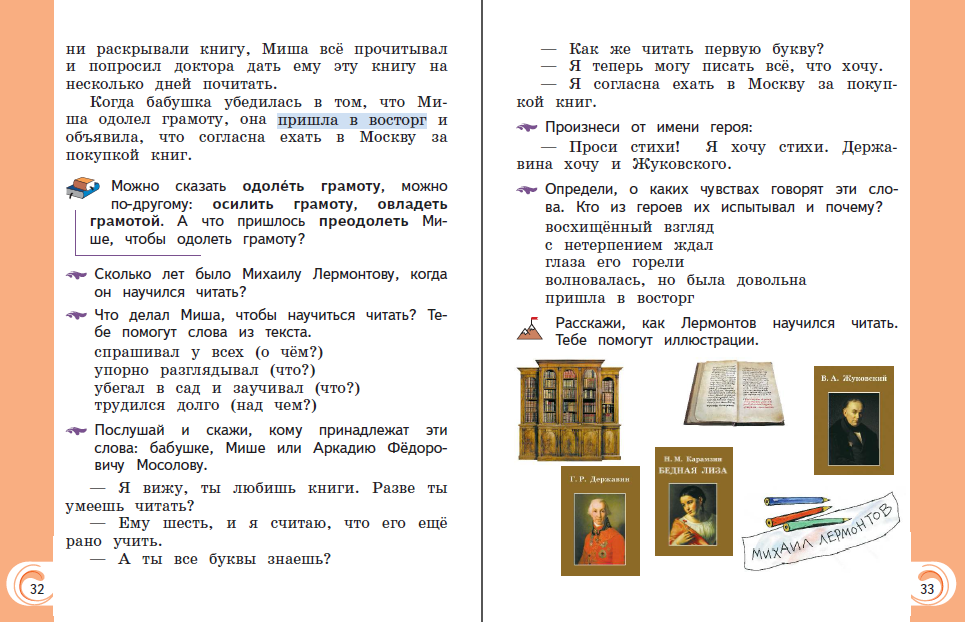 ни раскрывали книгу, Миша всё прочитывал
и попросил доктора дать ему эту книгу на
несколько дней почитать.
Когда бабушка убедилась в том, что Ми-
ша одолел грамоту, она пришла в восторг и
объявила, что согласна ехать в Москву за
покупкой книг.
Можно сказать одоле́ть грамоту, можно
по-другому: осилить грамоту, овладеть
грамотой. А что пришлось преодолеть Ми-
ше, чтобы одолеть грамоту?
Сколько лет было Михаилу Лермонтову, когда
он научился читать?
Что делал Миша, чтобы научиться читать? Те-
бе помогут слова из текста.
спрашивал у всех (о чём?)
упорно разглядывал (что?)
убегал в сад и заучивал (что?)
трудился долго (над чем?)
Послушай и скажи, кому принадлежат эти
слова: бабушке, Мише или Аркадию Фёдоро-
вичу Мосолову.
— Я вижу, ты любишь книги. Разве ты
умеешь читать?
— Ему шесть, и я считаю, что его ещё
рано учить.
— А ты все буквы знаешь?
32
— Как же читать первую букву?
— Я теперь могу писать всё, что хочу.
— Я согласна ехать в Москву за покуп-
кой книг.
Произнеси от имени героя:
— Проси стихи! Я хочу стихи. Держа-
вина хочу и Жуковского.
Определи, о каких чувствах говорят эти сло-
ва. Кто из героев их испытывал и почему?
восхищённый взгляд
с нетерпением ждал
глаза его горели
волновалась, но была довольна
пришла в восторг
Расскажи, как Лермонтов научился читать.
Тебе помогут иллюстрации.
В. А. Жуковский
Н. М. Карамзин
БЕДНАЯ ЛИЗА
Г. Р. Державин
МИХАИЛ ЛЕРМОНТОВ
33